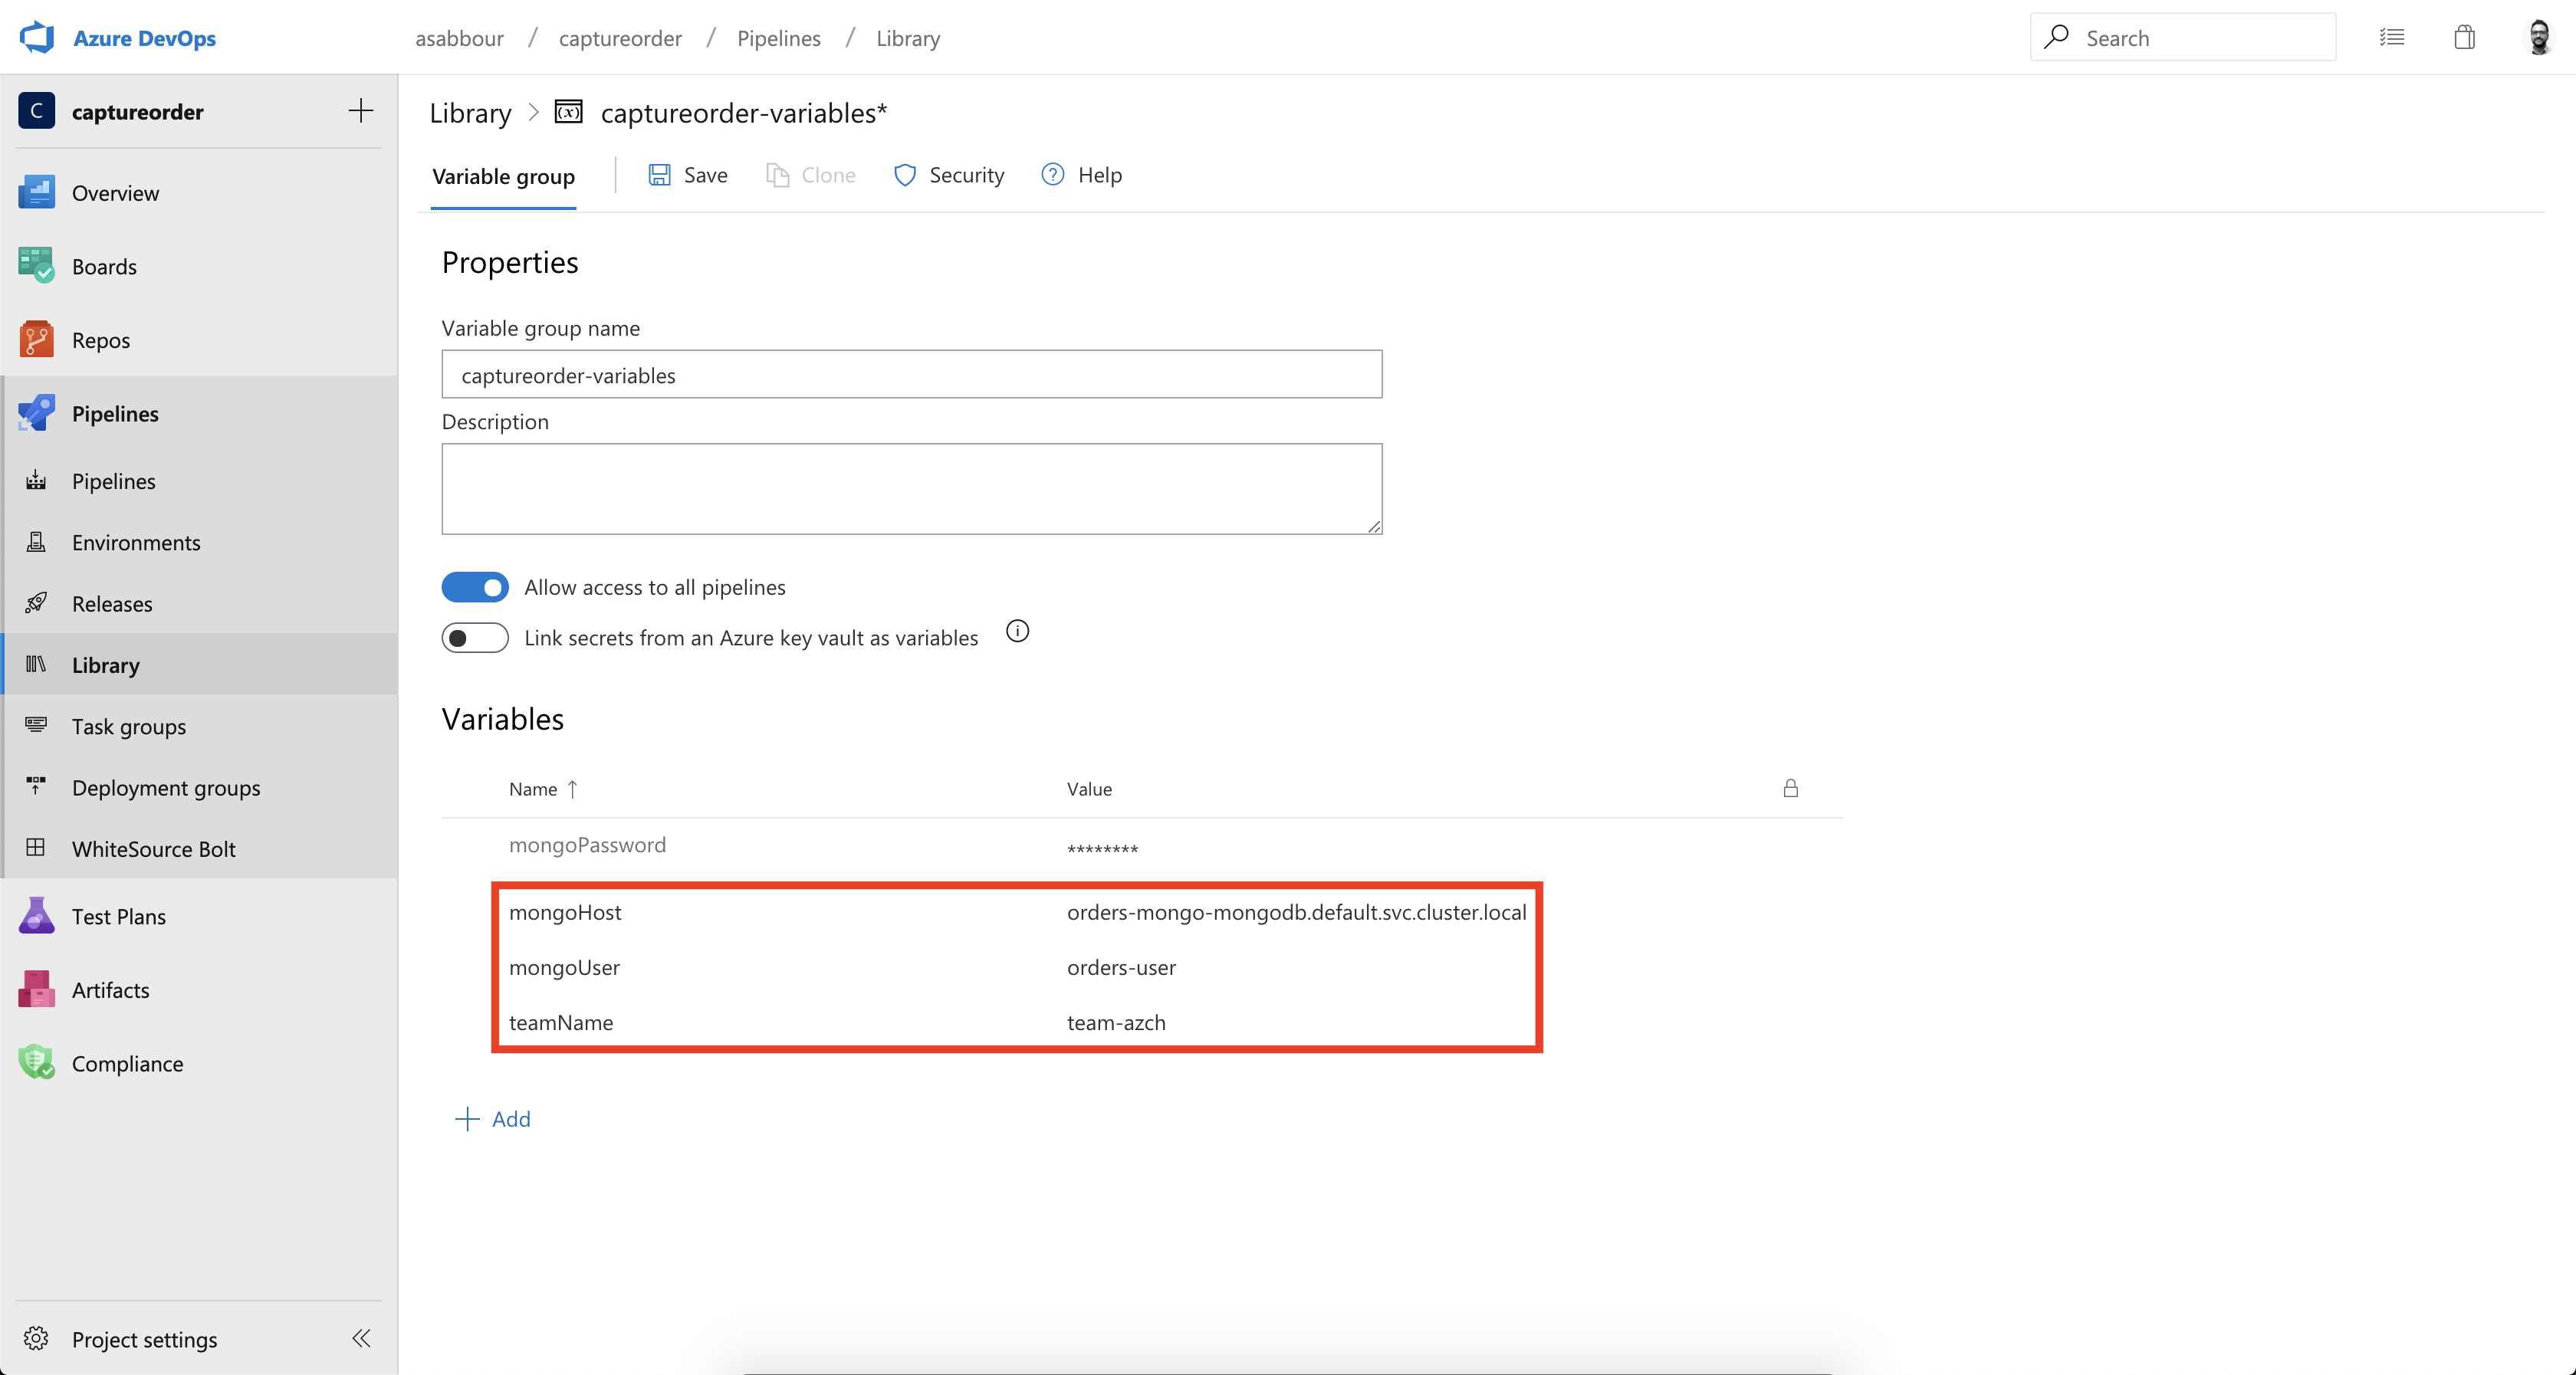 Azure DevOps
asabbour / captureorder / Pipelines / Library
Search
C captureorder
Overview
Boards
Repos
Pipelines
Pipelines
Environments
Releases
Library
Task groups
Deployment groups
WhiteSource Bolt
Test Plans
Artifacts
Compliance
Project settings
Library > (x) captureorder-variables*
Variable group Save Clone Security Help
Properties
Variable group name
captureorder-variables
Description
Allow access to all pipelines
Link secrets from an Azure key vault as variables
Variables
Name ↑ Value
mongoPassword ********
mongoHost orders-mongo-mongodb.default.svc.cluster.local
mongoUser orders-user
teamName team-azch
+ Add